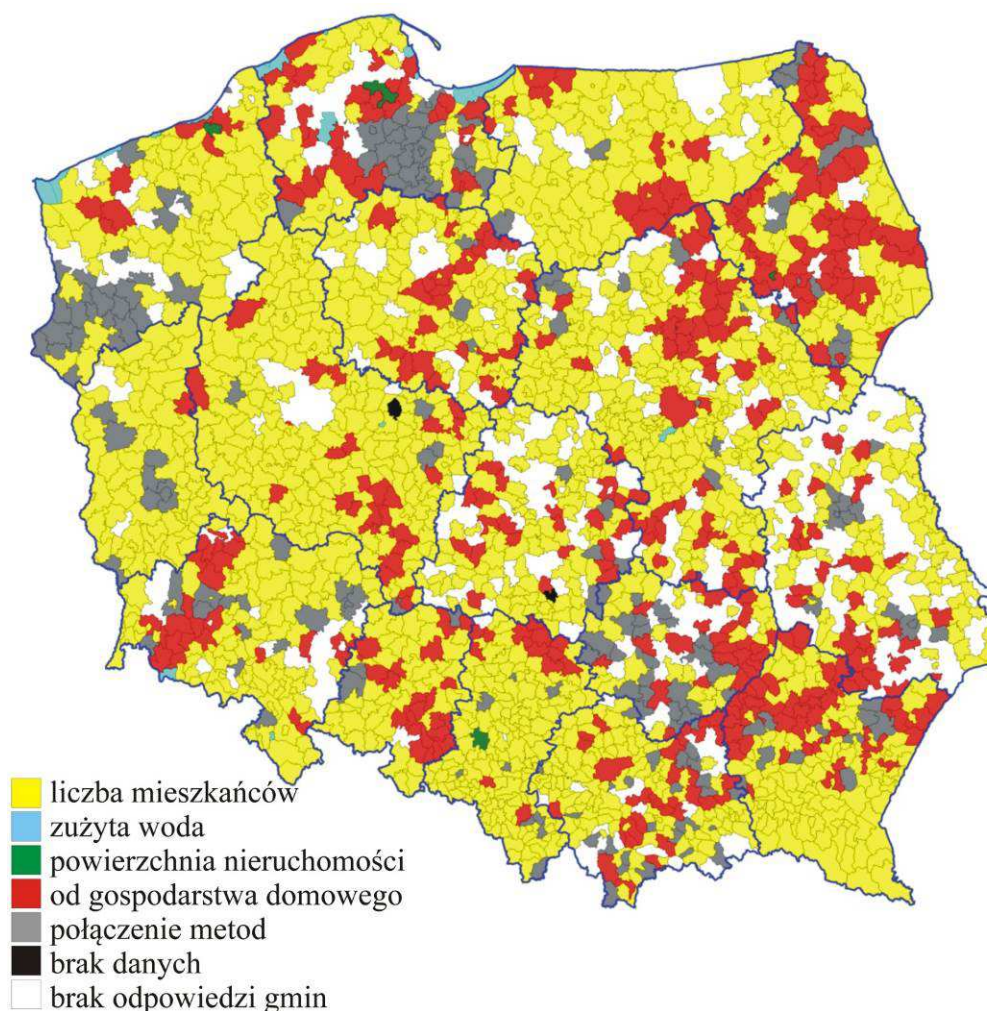 liczba mieszkańców
zużyta woda
powierzchnia nieruchomości
od gospodarstwa domowego
połączenie metod
brak danych
brak odpowiedzi gmin